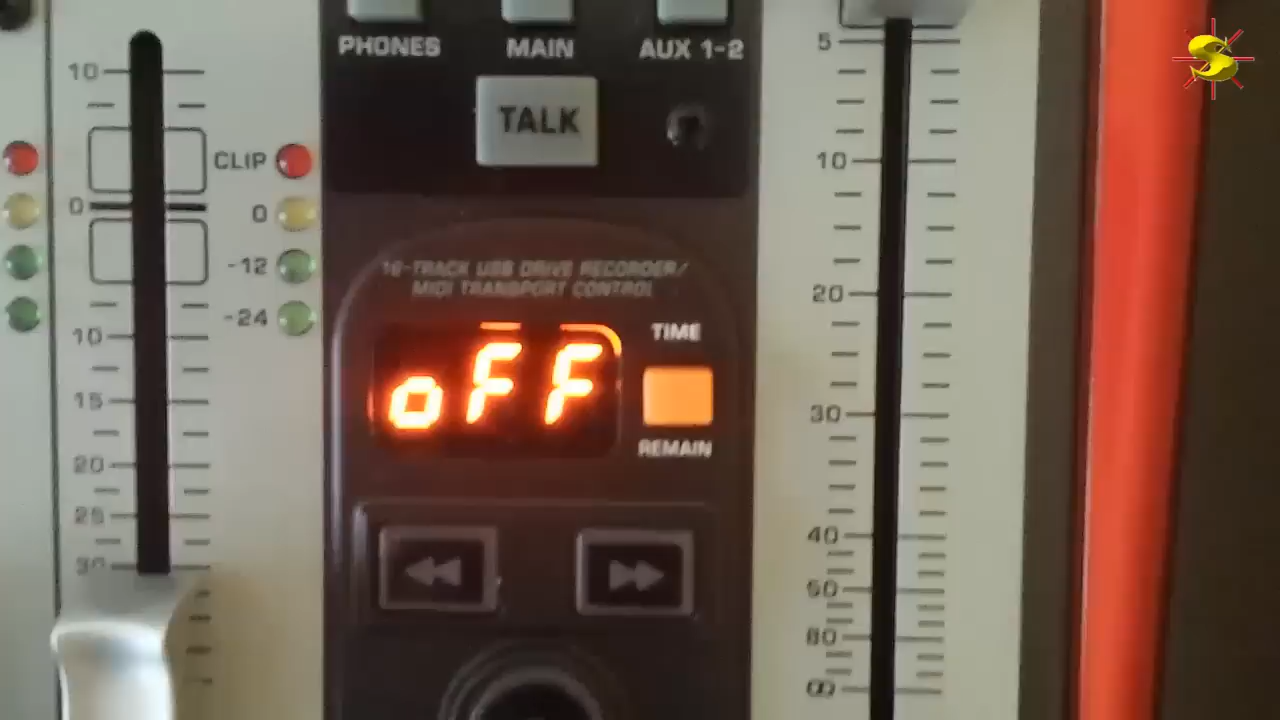 PHONES MAIN AUX 1-2
TALK
10
CLIP
0
0
-12
-24
10
15
20
25
30
16-TRACK USB DRIVE RECORDER/
MIDI TRANSPORT CONTROL
oFF
TIME
REMAIN
5
10
20
30
40
50
60
∞
S